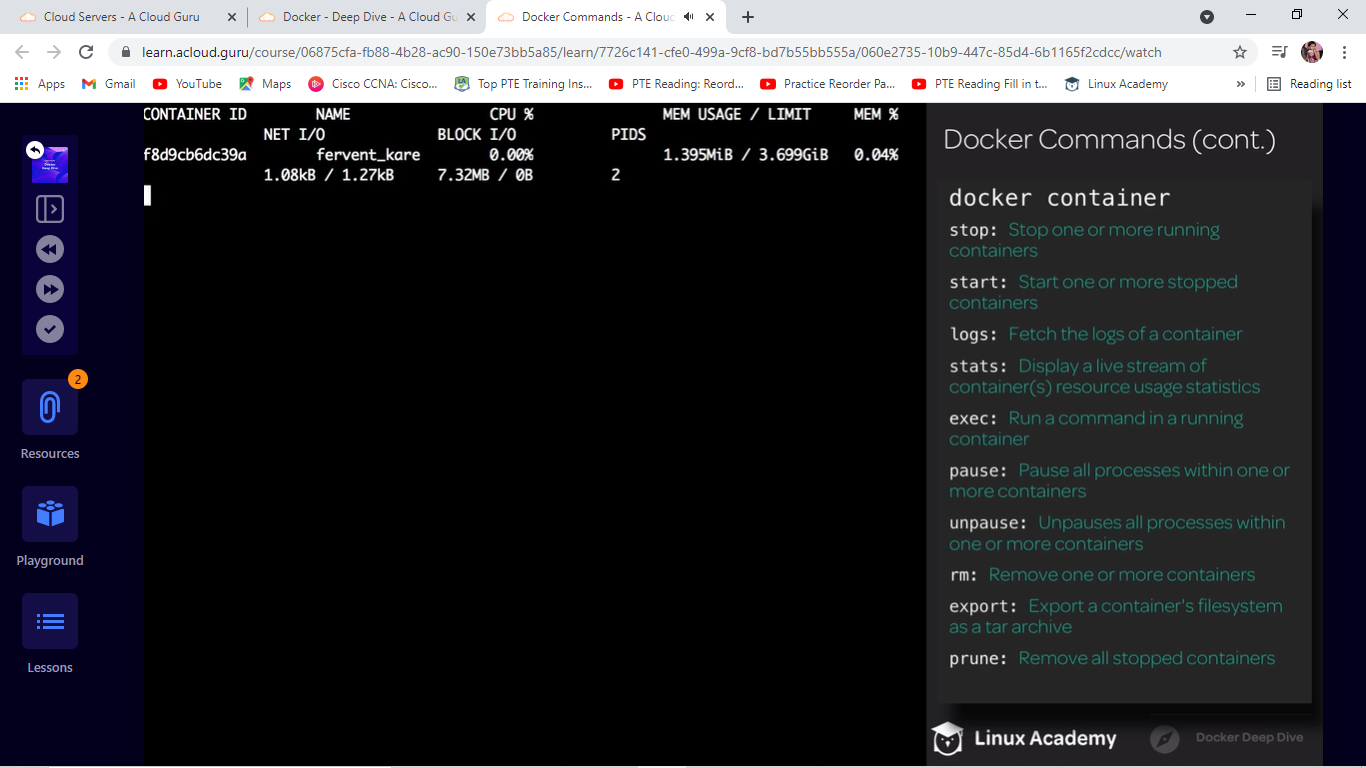 Cloud Servers - A Cloud Guru
Docker - Deep Dive - A Cloud Gu
Docker Commands - A Cloud
learn.acloud.guru/course/06875cfa-fb88-4b28-ac90-150e73bb5a85/learn/7726c141-cfe0-499a-9cf8-bd7b55bb555a/060e2735-10b9-447c-85d4-6b1165f2cdcc/watch
Apps Gmail YouTube Maps Cisco CCNA: Cisco... Top PTE Training Ins... PTE Reading: Reord... Practice Reorder Pa... PTE Reading Fill in t... Linux Academy » Reading list
Docker
Deep Dive
2
Resources
Playground
Lessons
CONTAINER ID NAME CPU % MEM USAGE / LIMIT MEM %
NET I/O BLOCK I/O PIDS
f8d9cb6dc39a fervent_kare 0.00% 1.395MiB / 3.699GiB 0.04%
1.08kB / 1.27kB 7.32MB / 0B 2
Docker Commands (cont.)
docker container
stop: Stop one or more running
containers
start: Start one or more stopped
containers
logs: Fetch the logs of a container
stats: Display a live stream of
container(s) resource usage statistics
exec: Run a command in a running
container
pause: Pause all processes within one or
more containers
unpause: Unpauses all processes within
one or more containers
rm: Remove one or more containers
export: Export a container's filesystem
as a tar archive
prune: Remove all stopped containers
Linux Academy
Docker Deep Dive